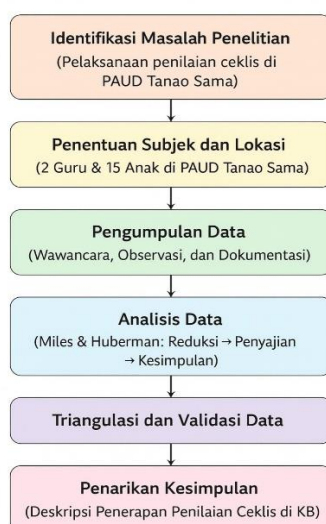 Identifikasi Masalah Penelitian
(Pelaksanaan penilaian ceklis di
PAUD Tanao Sama)
Penentuan Subjek dan Lokasi
(2 Guru & 15 Anak di PAUD Tanao Sama)
Pengumpulan Data
(Wawancara, Observasi, dan Dokumentasi)
Analisis Data
(Miles & Huberman: Reduksi → Penyajian
→ Kesimpulan)
Triangulasi dan Validasi Data
Penarikan Kesimpulan
(Deskripsi Penerapan Penilaian Ceklis di KB)